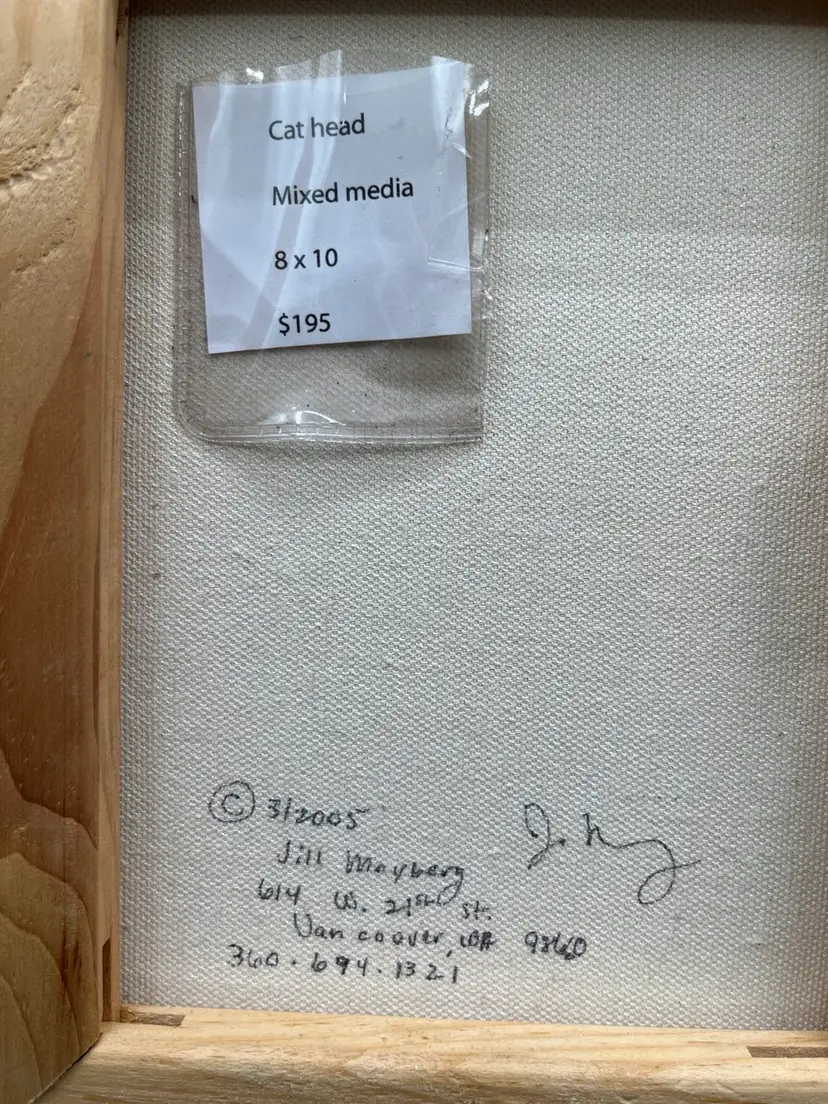 Cat head
Mixed media
8 x 10
$195
© 3/2005
Jill Mayberg
614 W. 21st St.
Vancouver, WA 98660
360.694.1321
J. M